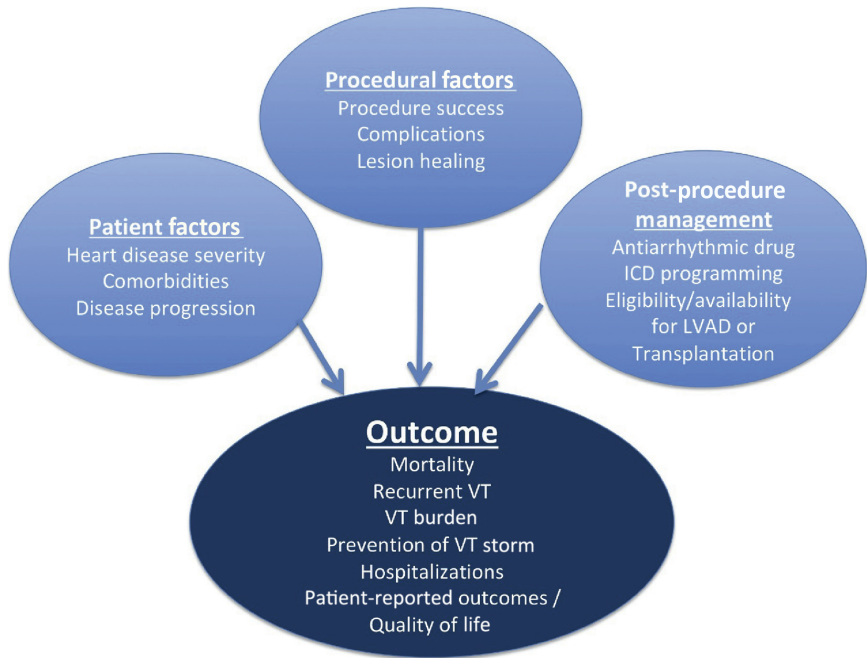 Procedural factors
Procedure success
Complications
Lesion healing
Patient factors
Heart disease severity
Comorbidities
Disease progression
Post-procedure
management
Antiarrhythmic drug
ICD programming
Eligibility/availability
for LVAD or
Transplantation
Outcome
Mortality
Recurrent VT
VT burden
Prevention of VT storm
Hospitalizations
Patient-reported outcomes /
Quality of life